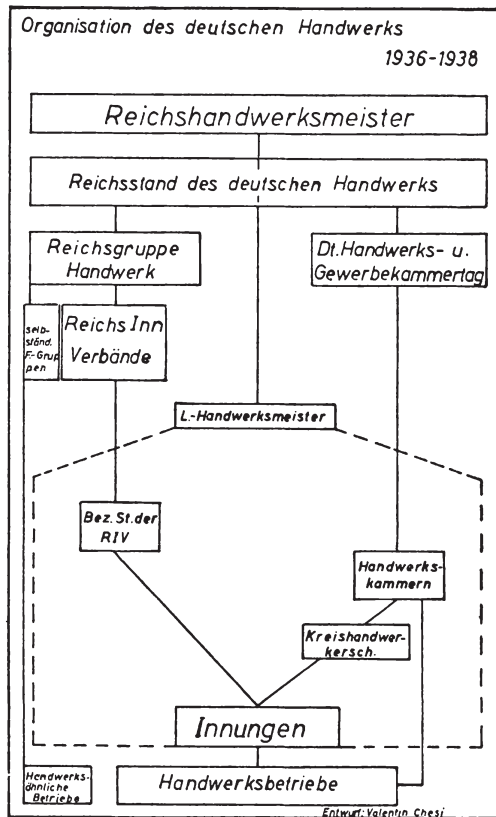 Organisation des deutschen Handwerks
1936-1938
Reichshandwerksmeister
Reichsstand des deutschen Handwerks
Reichsgruppe
Handwerk
Dt. Handwerks- u.
Gewerbekammertag
selb-
ständ.
F.-Grup
pen
Reichs Inn
Verbände
L.-Handwerksmeister
Bez. St. der
RIV
Handwerks-
kammern
Kreishandwer-
kersch.
Innungen
Handwerks-
ähnliche
Betriebe
Handwerksbetriebe
Entwurf: Valentin Chesi